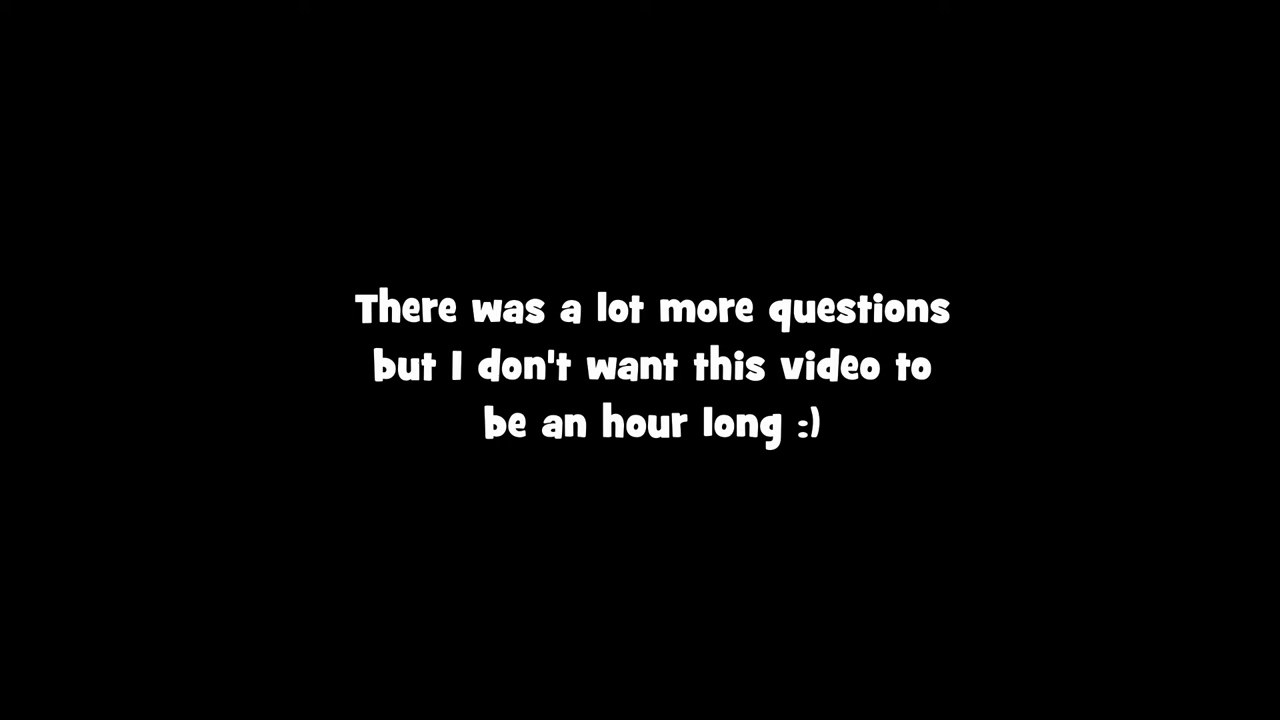 There was a lot more questions
but I don't want this video to
be an hour long :)